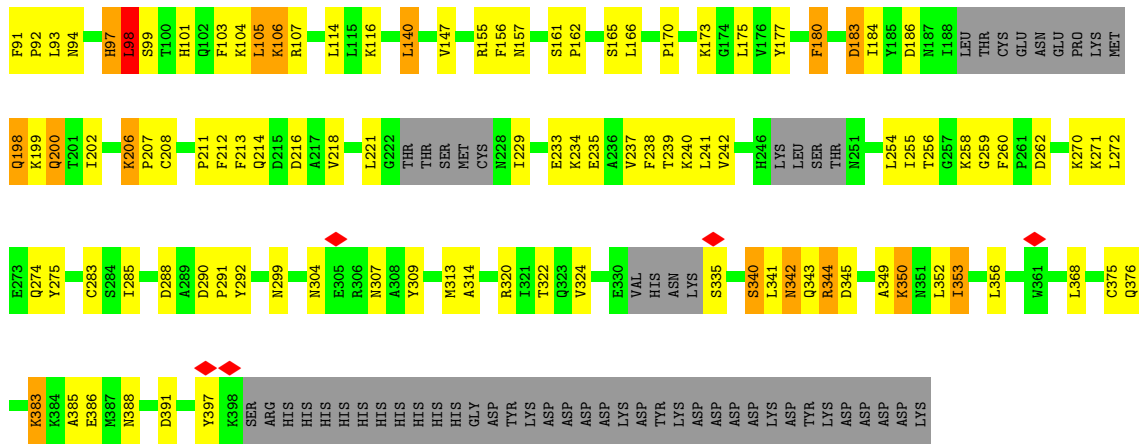 F91 P92 L93 N94 H97 L98 S99 T100 H101 Q102 F103 K104 L105 K106 R107 L114 L115 K116 L140 V147 R155 F156 N157 S161 P162 S165 L166 P170 K173 G174 L175 V176 Y177 F180 D183 I184 Y185 D186 N187 I188 LEU THR CYS GLU ASN GLU PRO LYS MET
Q198 K199 Q200 T201 I202 K206 P207 C208 P211 P212 F213 Q214 D215 D216 A217 V218 L221 G222 THR THR SER MET CYS N228 I229 E233 K234 E235 A236 V237 F238 T239 K240 L241 V242 H246 LYS LEU SER THR N251 L254 I255 T256 G257 K258 G259 F260 P261 D262 K270 K271 L272
E273 Q274 Y275 C283 S284 I285 D288 A289 D290 P291 Y292 N299 N304 E305 R306 N307 A308 Y309 M313 A314 R320 I321 T322 Q323 V324 E330 VAL HIS ASN LYS S335 S340 L341 N342 Q343 R344 D345 A349 K350 N351 L352 I353 L356 W361 L368 C375 Q376
K383 K384 A385 E386 M387 N388 D391 Y397 K398 SER ARG HIS HIS HIS HIS HIS HIS HIS HIS GLY ASP TYR LYS ASP ASP ASP ASP LYS ASP TYR LYS ASP ASP ASP ASP LYS ASP TYR LYS ASP ASP ASP ASP LYS